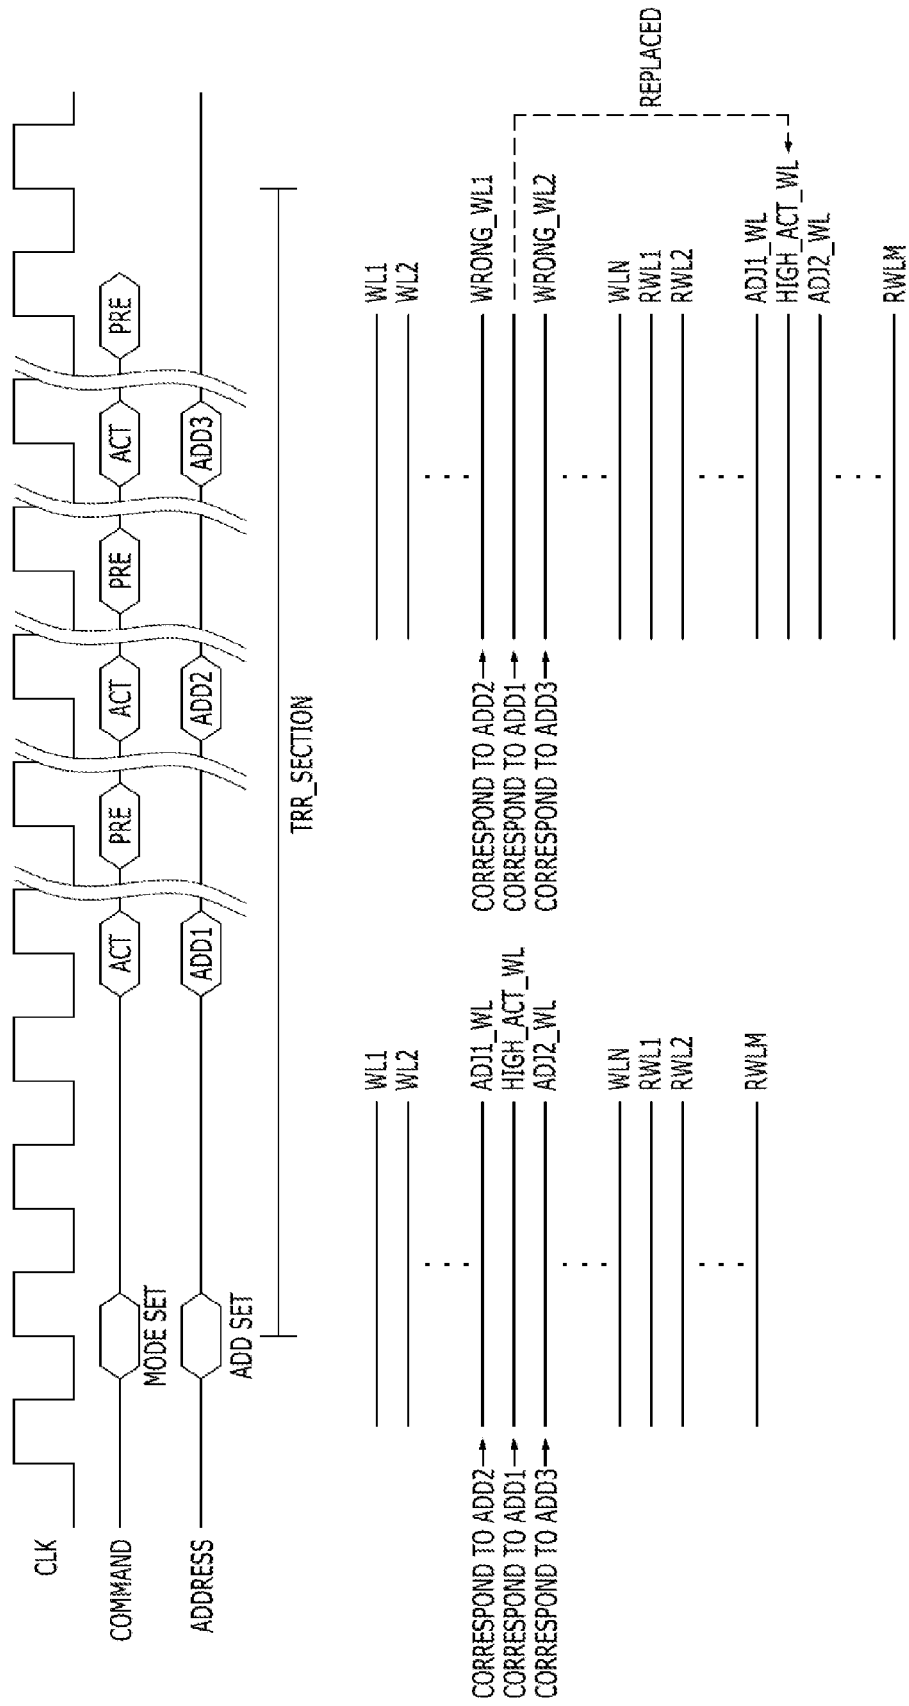 CLK
COMMAND
MODE SET
ACT
PRE
ACT
PRE
ACT
PRE
ADDRESS
ADD SET
ADD1
ADD2
ADD3
TRR_SECTION
WL1
WL2
CORRESPOND TO ADD2
ADJ1_WL
CORRESPOND TO ADD1
HIGH_ACT_WL
CORRESPOND TO ADD3
ADJ2_WL
WLN
RWL1
RWL2
RWLM
WL1
WL2
CORRESPOND TO ADD2
WRONG_WL1
CORRESPOND TO ADD1
CORRESPOND TO ADD3
WRONG_WL2
WLN
RWL1
RWL2
REPLACED
ADJ1_WL
HIGH_ACT_WL
ADJ2_WL
RWLM